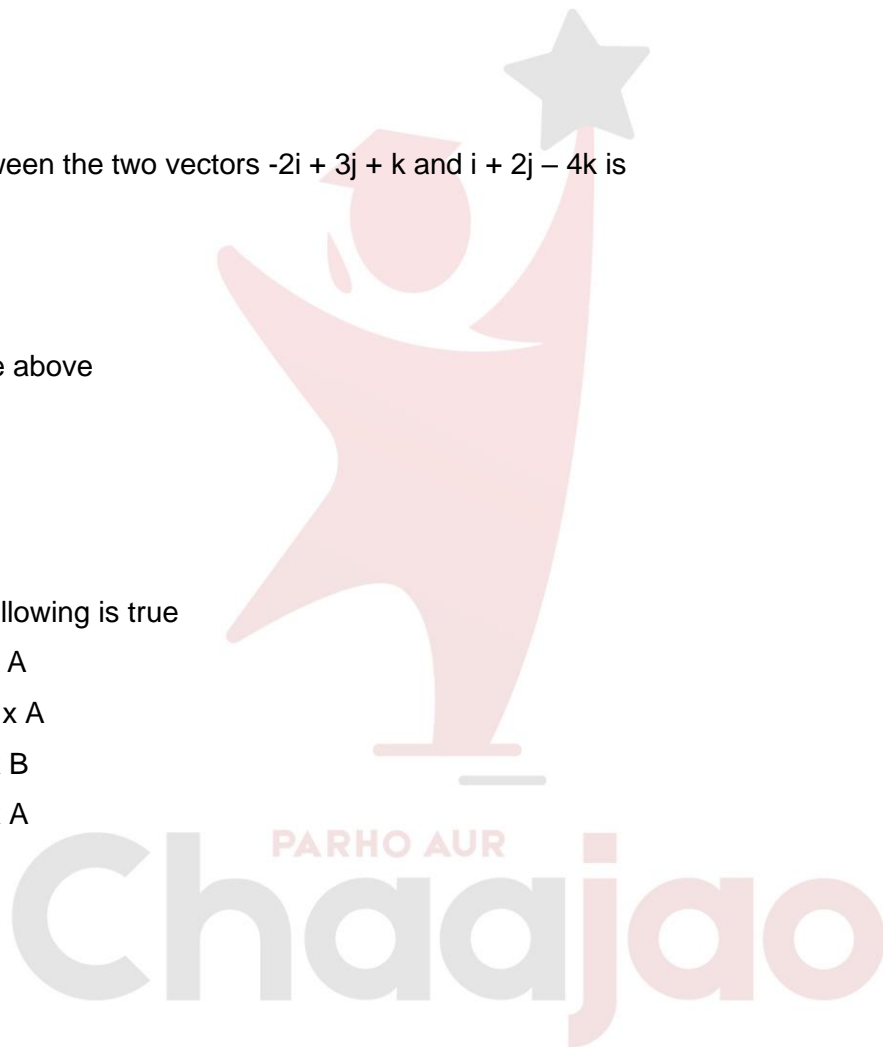 ween the two vectors -2i + 3j + k and i + 2j – 4k is
e above
llowing is true
A
x A
B
A
PARHO AUR
Chaajao